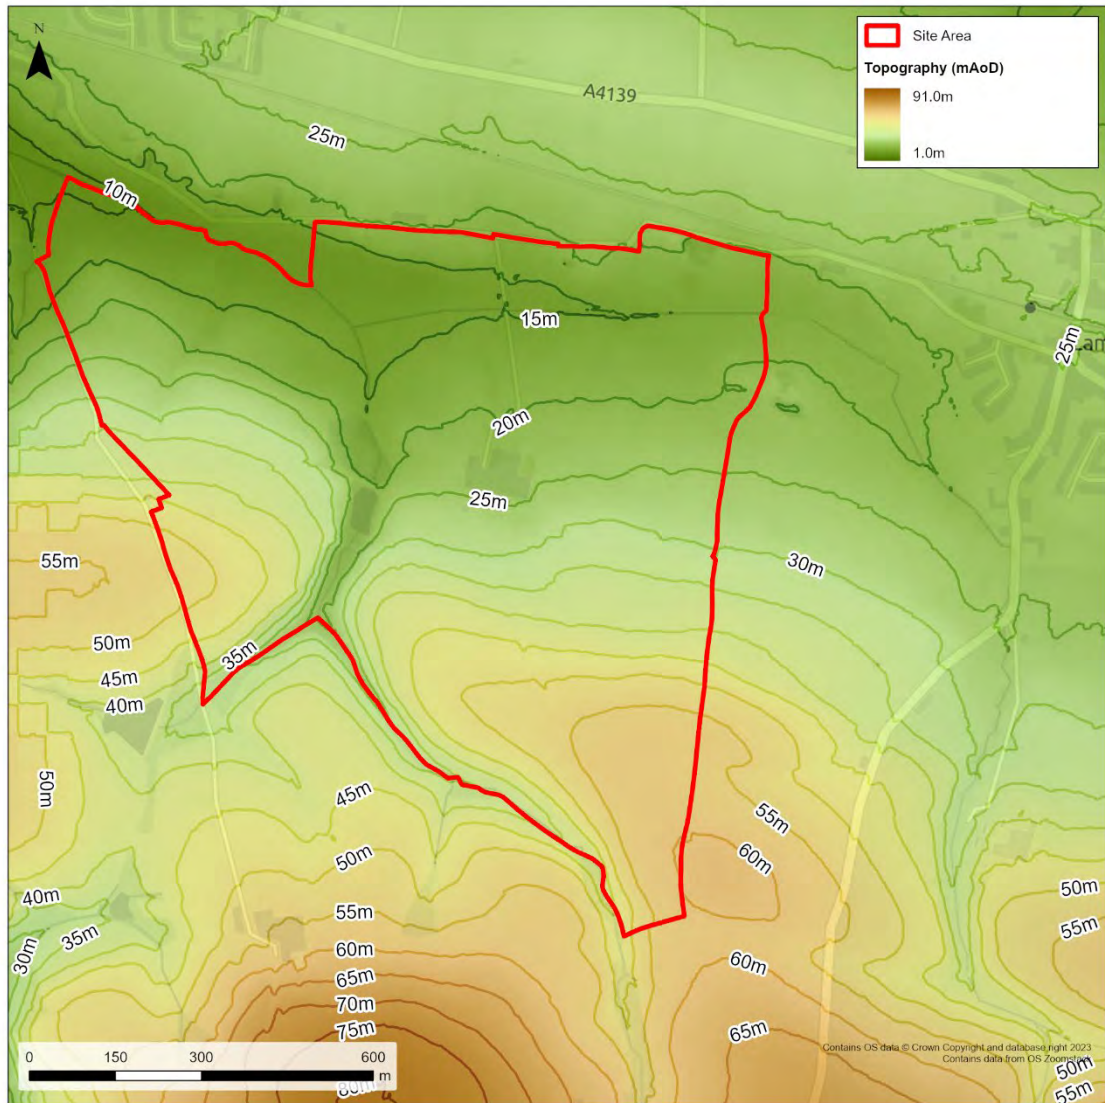 N
Site Area
Topography (mAoD)
91.0m
1.0m
A4139
25m
10m
15m
25m
Lam
20m
25m
30m
55m
50m
35m
45m
40m
50m
45m
55m
50m
60m
40m
50m
55m
55m
35m
30m
60m
60m
65m
70m
75m
65m
80m
0 150 300 600
m
Contains OS data © Crown Copyright and database right 2023
Contains data from OS Zoomstack
50m
55m